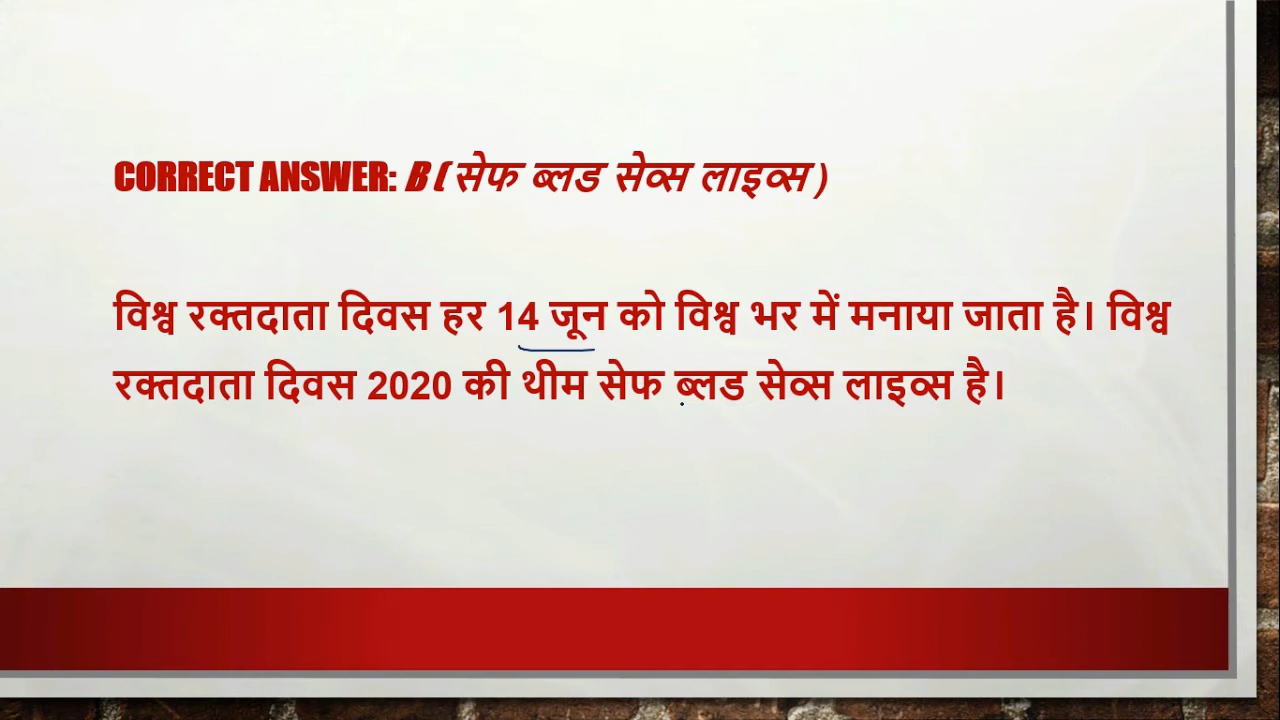 CORRECT ANSWER: B ( सेफ ब्लड सेव्स लाइव्स )
विश्व रक्तदाता दिवस हर 14 जून को विश्व भर में मनाया जाता है। विश्व
रक्तदाता दिवस 2020 की थीम सेफ ब्लड सेव्स लाइव्स है।